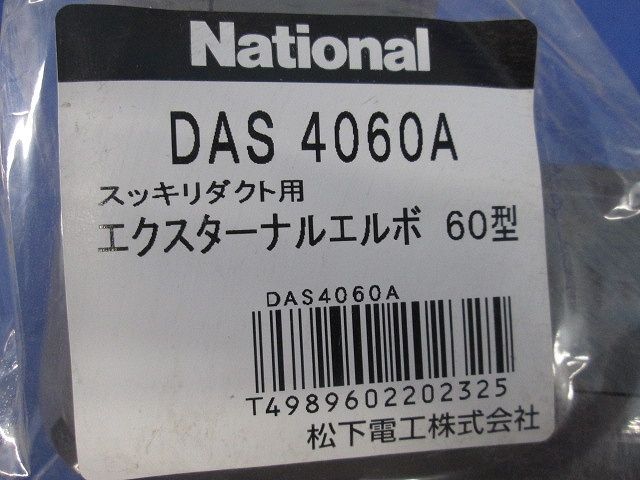 National
DAS 4060A
スッキリダクト用
エクスターナルエルボ 60型
DAS4060A
T4989602202325
松下電工株式会社